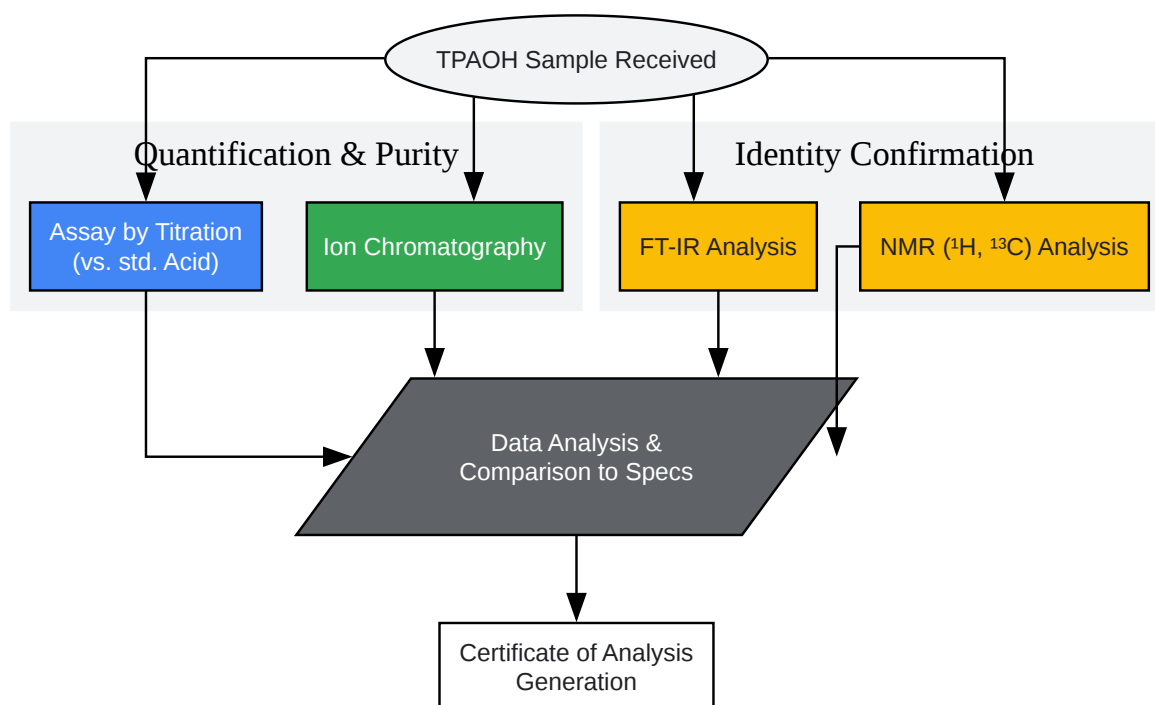 TPAOH Sample Received
Quantification & Purity
Identity Confirmation
Assay by Titration
(vs. std. Acid)
Ion Chromatography
FT-IR Analysis
NMR (¹H, ¹³C) Analysis
Data Analysis &
Comparison to Specs
Certificate of Analysis
Generation